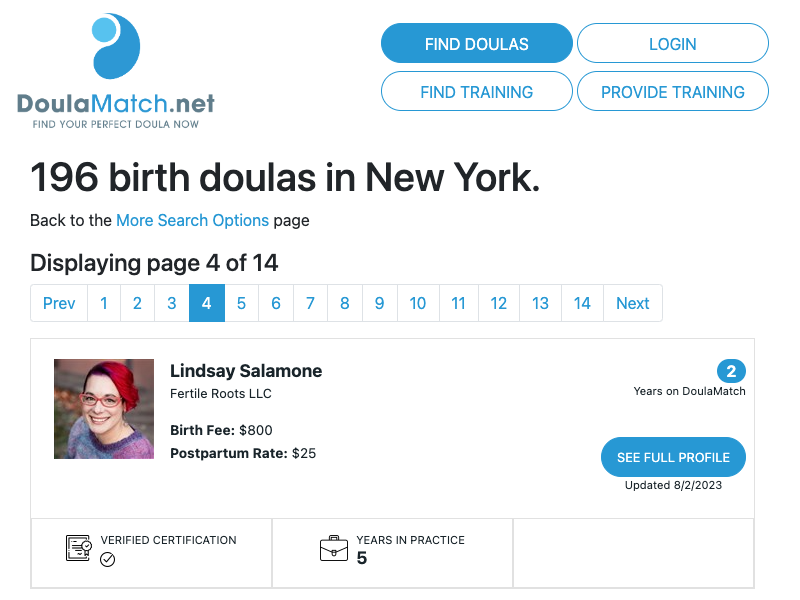 FIND DOULAS
LOGIN
FIND TRAINING
PROVIDE TRAINING
DoulaMatch.net
FIND YOUR PERFECT DOULA NOW
196 birth doulas in New York.
Back to the More Search Options page
Displaying page 4 of 14
Prev 1 2 3 4 5 6 7 8 9 10 11 12 13 14 Next
Lindsay Salamone
Fertile Roots LLC
Birth Fee: $800
Postpartum Rate: $25
2
Years on DoulaMatch
SEE FULL PROFILE
Updated 8/2/2023
VERIFIED CERTIFICATION
YEARS IN PRACTICE
5